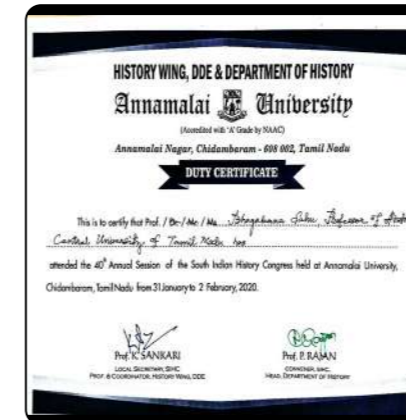 HISTORY WING, DDE & DEPARTMENT OF HISTORY
Annamalai University
(Accredited with 'A' Grade by NAAC)
Annamalai Nagar, Chidambaram - 608 002, Tamil Nadu
DUTY CERTIFICATE
This is to certify that Prof. / Dr / Mr / Ms Sahu, Professor of
Central University of Tamil Nadu has
attended the 40th Annual Session of the South Indian History Congress held at Annamalai University,
Chidambaram, Tamil Nadu from 31 January to 2 February, 2020.
Prof. K. SANKARI
LOCAL SECRETARY, SIHC
PROF. & COORDINATOR, HISTORY WING, DDE
Prof. P. RAJAN
CONVENER, SIHC,
HEAD, DEPARTMENT OF HISTORY